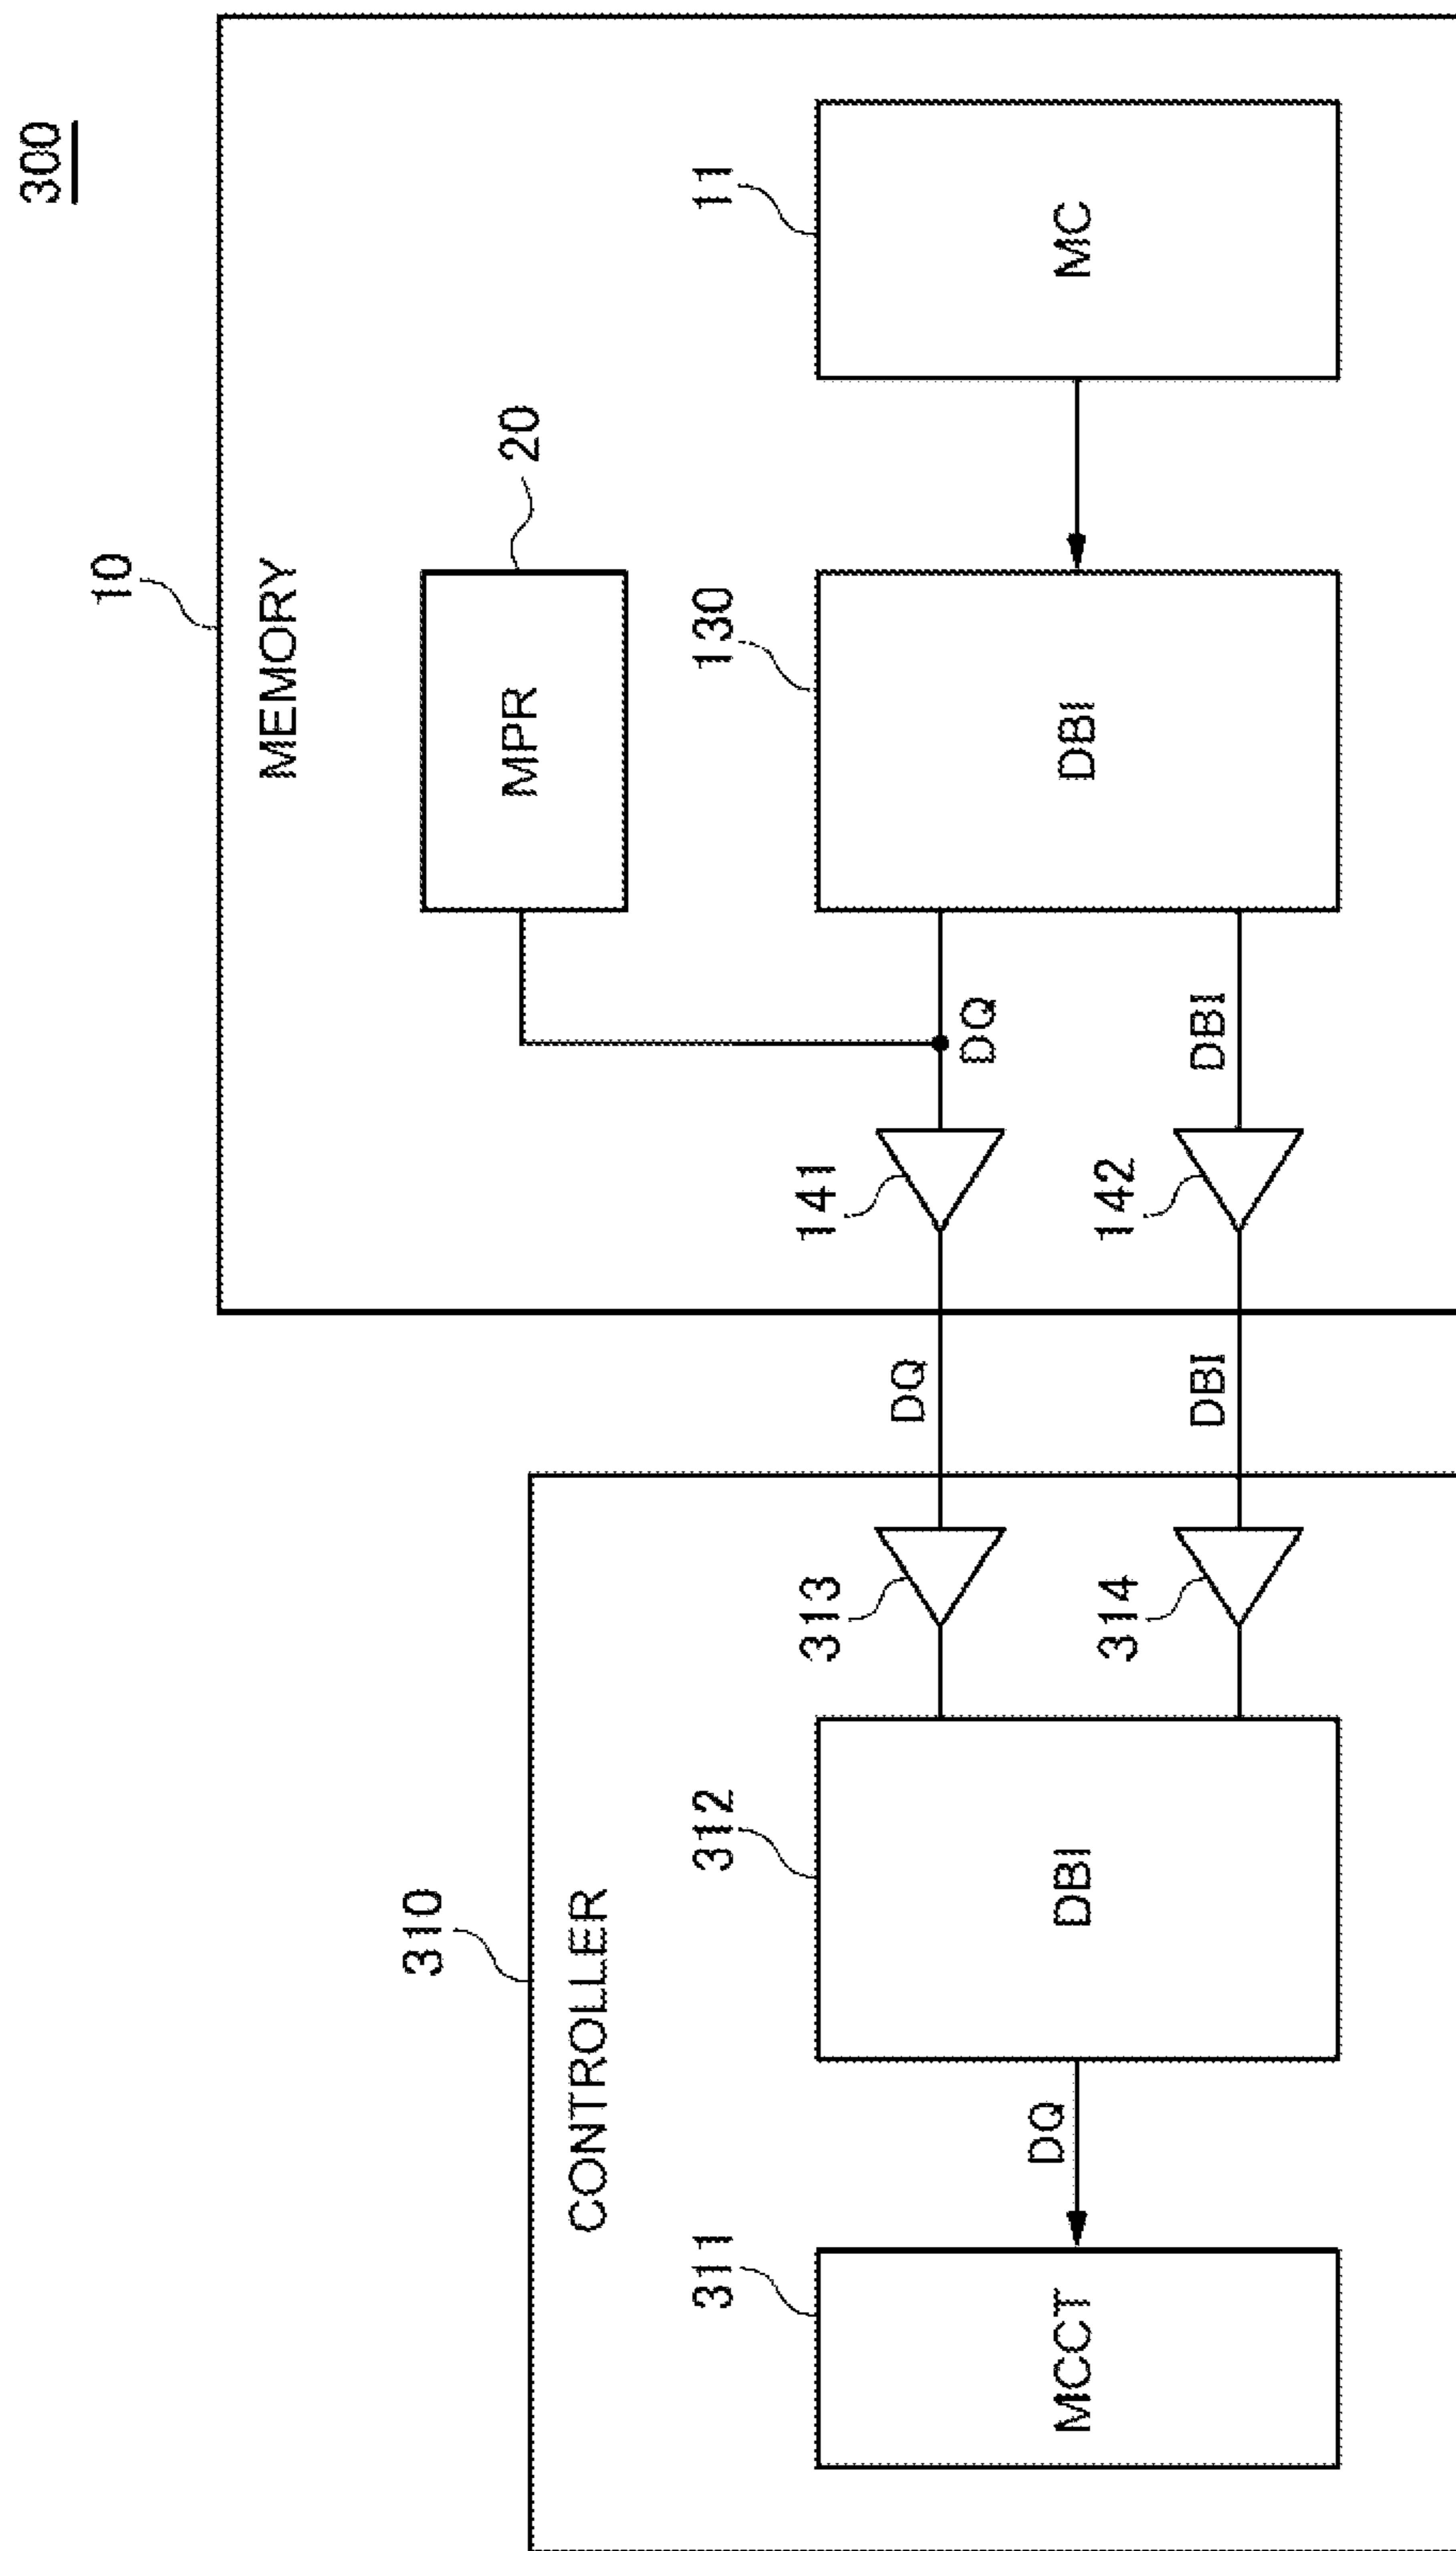 300
10
MEMORY
20
MPR
11
MC
130
DBI
DQ
DBI
141
142
DQ
DBI
310
CONTROLLER
313
314
312
DBI
DQ
311
MCCT